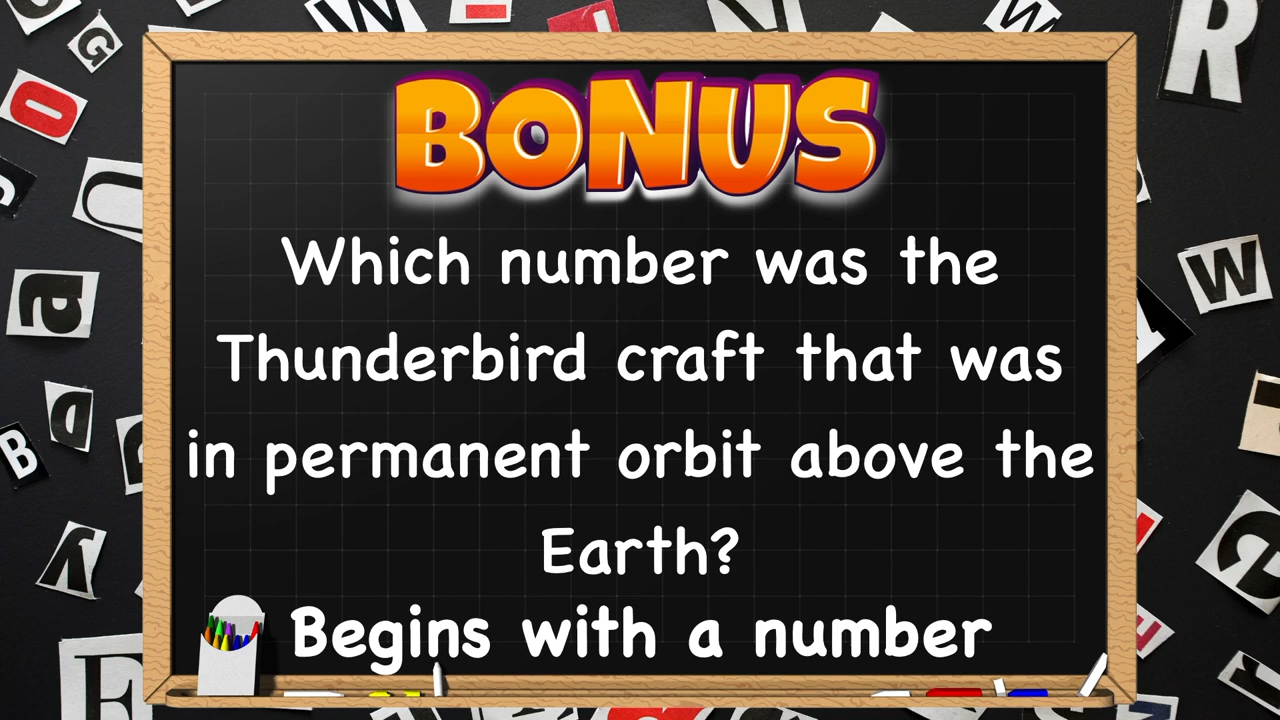 BONUS
Which number was the
Thunderbird craft that was
in permanent orbit above the
Earth?
Begins with a number